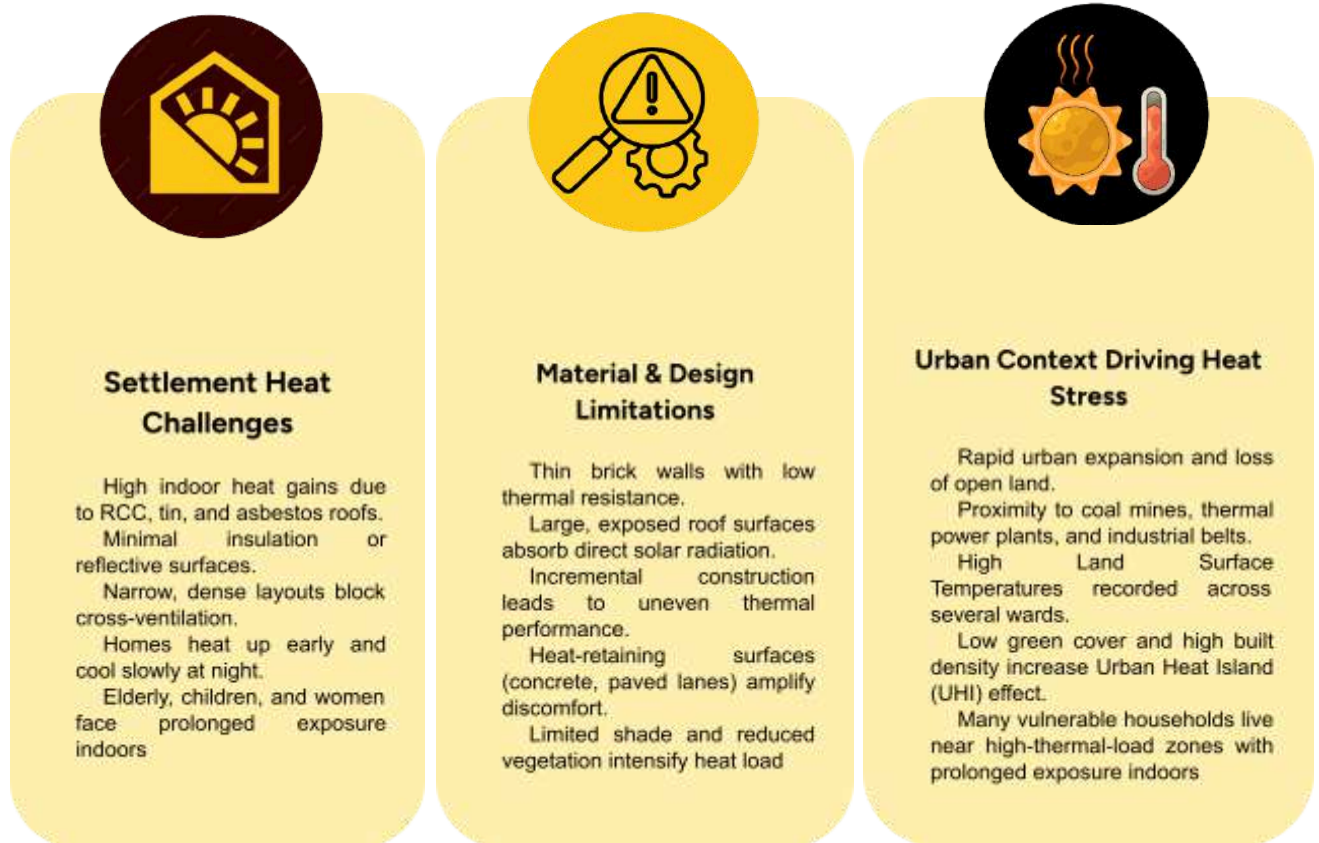 Settlement Heat
Challenges
High indoor heat gains due
to RCC, tin, and asbestos roofs.
Minimal insulation or
reflective surfaces.
Narrow, dense layouts block
cross-ventilation.
Homes heat up early and
cool slowly at night.
Elderly, children, and women
face prolonged exposure
indoors
Material & Design
Limitations
Thin brick walls with low
thermal resistance.
Large, exposed roof surfaces
absorb direct solar radiation.
Incremental construction
leads to uneven thermal
performance.
Heat-retaining surfaces
(concrete, paved lanes) amplify
discomfort.
Limited shade and reduced
vegetation intensify heat load
Urban Context Driving Heat
Stress
Rapid urban expansion and loss
of open land.
Proximity to coal mines, thermal
power plants, and industrial belts.
High Land Surface
Temperatures recorded across
several wards.
Low green cover and high built
density increase Urban Heat Island
(UHI) effect.
Many vulnerable households live
near high-thermal-load zones with
prolonged exposure indoors